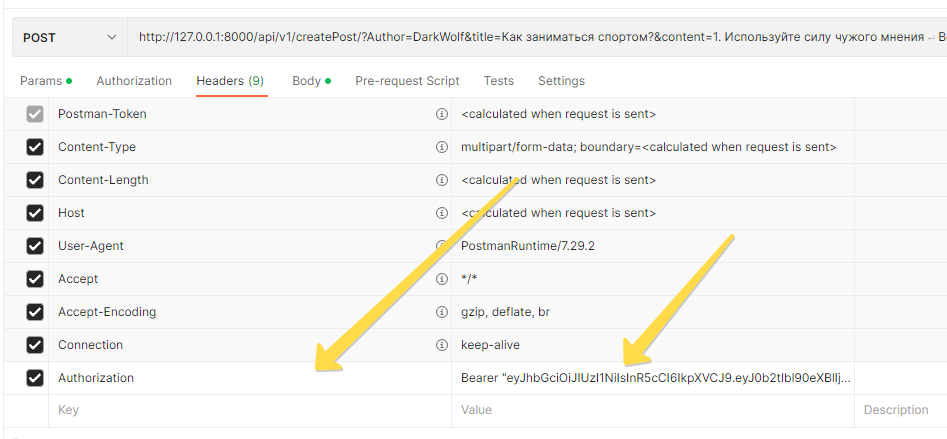 POST http://127.0.0.1:8000/api/v1/createPost/?Author=DarkWolf&title=Как заниматься спортом?&content=1. Используйте силу чужого мнения ← В
Params Authorization Headers (9) Body Pre-request Script Tests Settings
Postman-Token <calculated when request is sent>
Content-Type multipart/form-data; boundary=<calculated when request is sent>
Content-Length <calculated when request is sent>
Host <calculated when request is sent>
User-Agent PostmanRuntime/7.29.2
Accept */*
Accept-Encoding gzip, deflate, br
Connection keep-alive
Authorization Bearer "eyJhbGciOiJIUzI1NiIsInR5cCI6IkpXVCJ9.eyJ0b2tlbl90eXBlIj...
Key Value Description